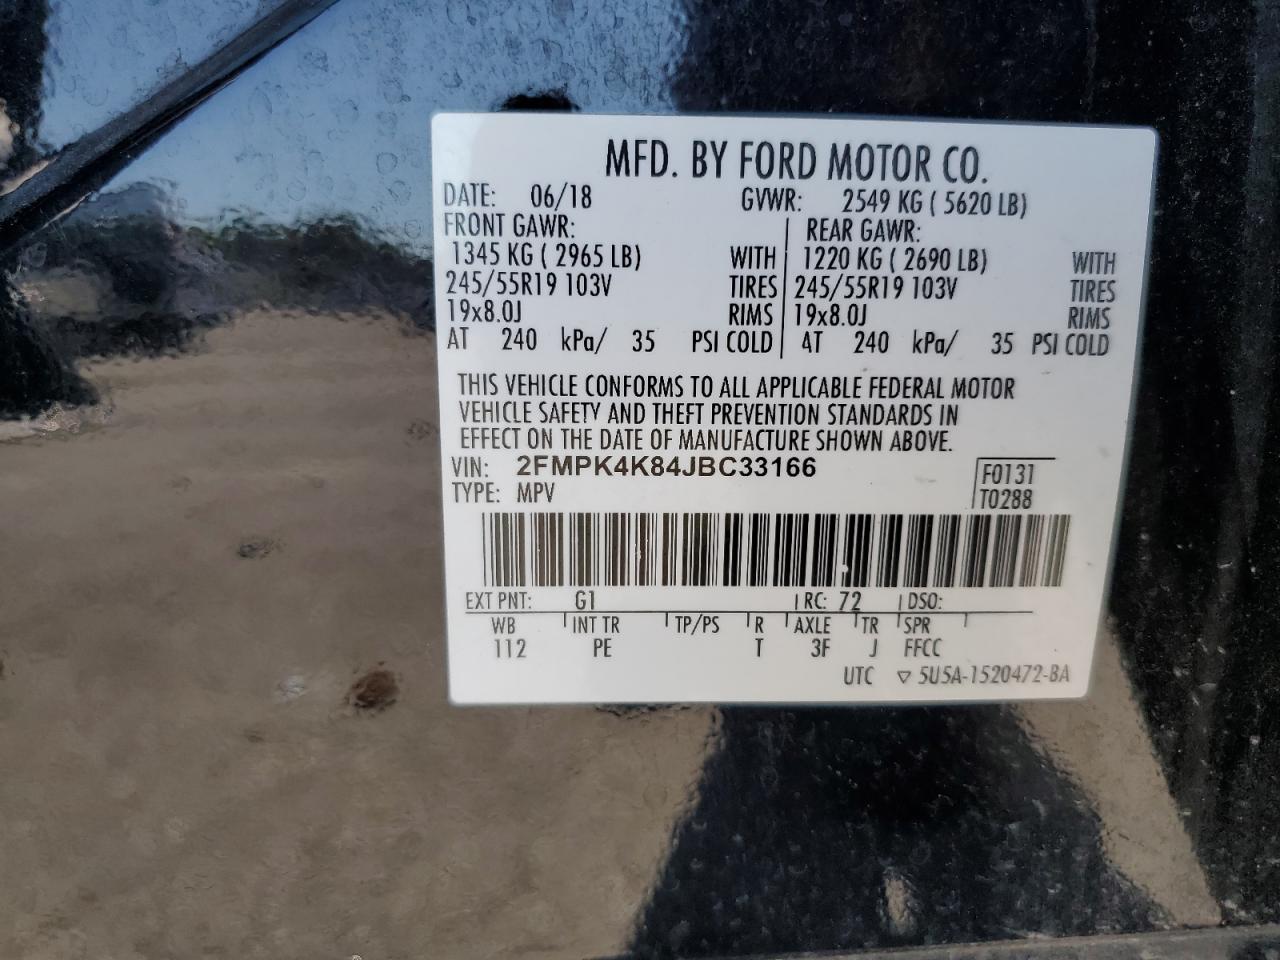 MFD. BY FORD MOTOR CO.
DATE: 06/18 GVWR: 2549 KG ( 5620 LB)
FRONT GAWR: REAR GAWR:
1345 KG ( 2965 LB) WITH 1220 KG ( 2690 LB) WITH
245/55R19 103V TIRES 245/55R19 103V TIRES
19x8.0J RIMS 19x8.0J RIMS
AT 240 kPa/ 35 PSI COLD AT 240 kPa/ 35 PSI COLD
THIS VEHICLE CONFORMS TO ALL APPLICABLE FEDERAL MOTOR
VEHICLE SAFETY AND THEFT PREVENTION STANDARDS IN
EFFECT ON THE DATE OF MANUFACTURE SHOWN ABOVE.
VIN: 2FMPK4K84JBC33166 F0131
TYPE: MPV T0288
EXT PNT: G1 RC: 72 DSO:
WB INT TR TP/PS R AXLE TR SPR
112 PE T 3F J FFCC
UTC ▽ 5U5A-1520472-BA